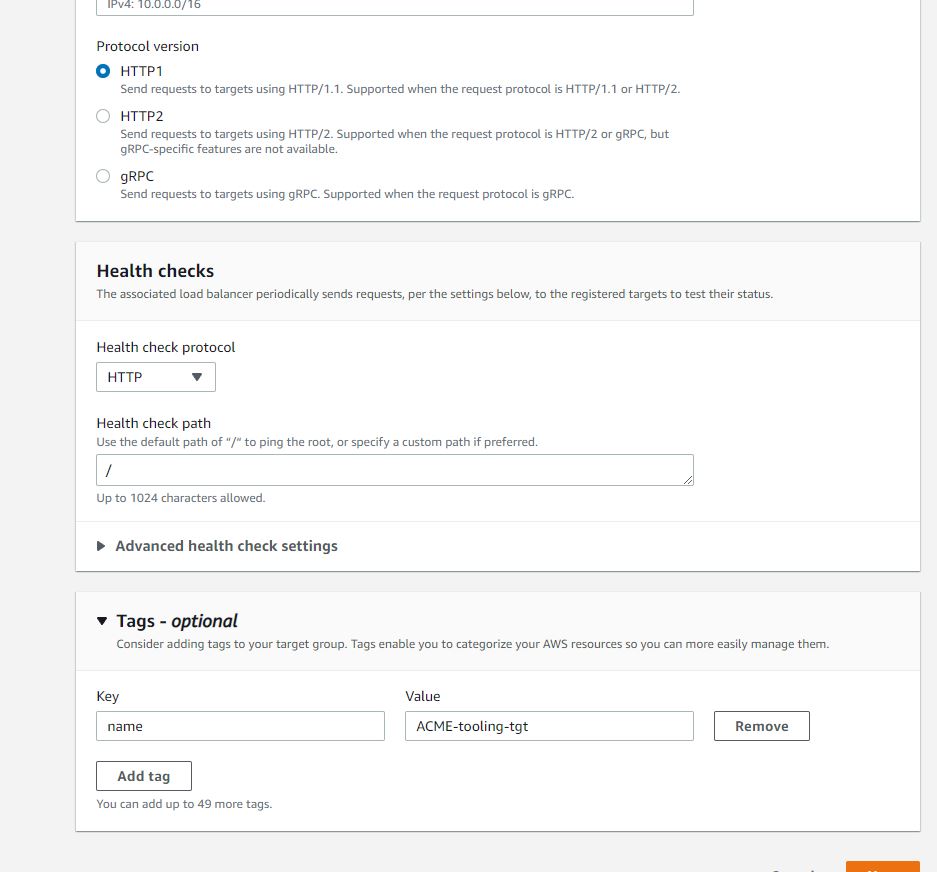 IPv4: 10.0.0.0/16
Protocol version
HTTP1
Send requests to targets using HTTP/1.1. Supported when the request protocol is HTTP/1.1 or HTTP/2.
HTTP2
Send requests to targets using HTTP/2. Supported when the request protocol is HTTP/2 or gRPC, but
gRPC-specific features are not available.
gRPC
Send requests to targets using gRPC. Supported when the request protocol is gRPC.
Health checks
The associated load balancer periodically sends requests, per the settings below, to the registered targets to test their status.
Health check protocol
HTTP
Health check path
Use the default path of “/” to ping the root, or specify a custom path if preferred.
/
Up to 1024 characters allowed.
Advanced health check settings
Tags - optional
Consider adding tags to your target group. Tags enable you to categorize your AWS resources so you can more easily manage them.
Key Value
name ACME-tooling-tgt Remove
Add tag
You can add up to 49 more tags.